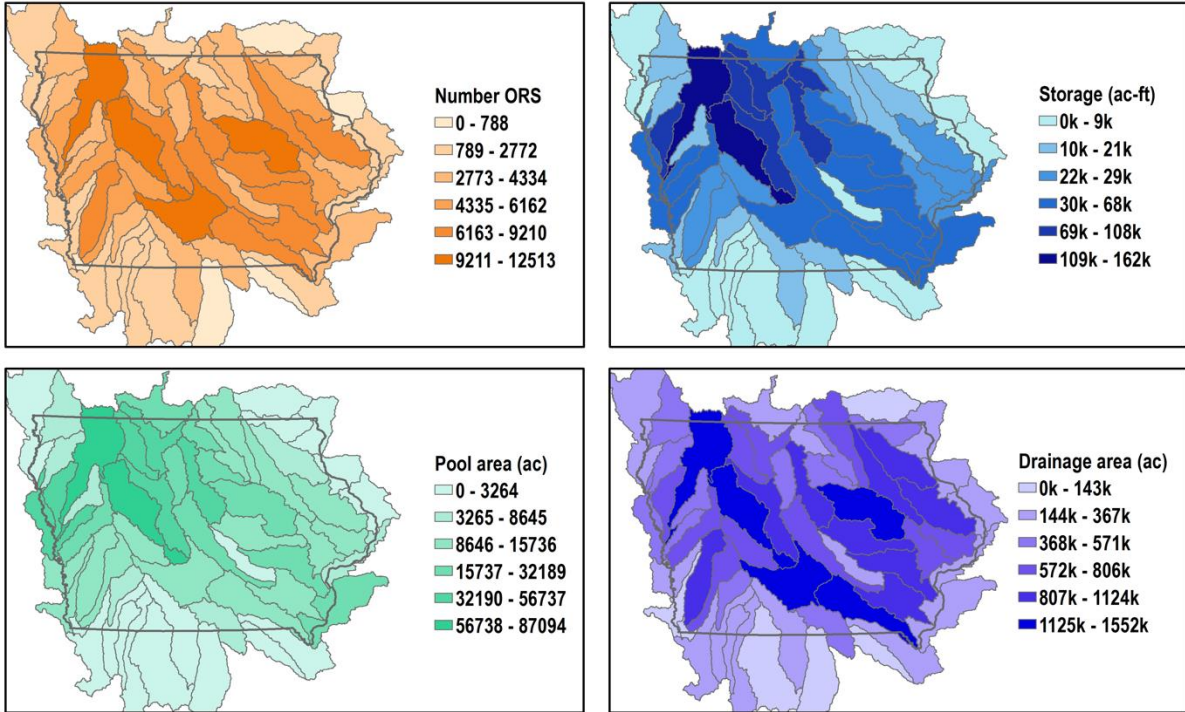 Number ORS
0 - 788
789 - 2772
2773 - 4334
4335 - 6162
6163 - 9210
9211 - 12513
Storage (ac-ft)
0k - 9k
10k - 21k
22k - 29k
30k - 68k
69k - 108k
109k - 162k
Pool area (ac)
0 - 3264
3265 - 8645
8646 - 15736
15737 - 32189
32190 - 56737
56738 - 87094
Drainage area (ac)
0k - 143k
144k - 367k
368k - 571k
572k - 806k
807k - 1124k
1125k - 1552k